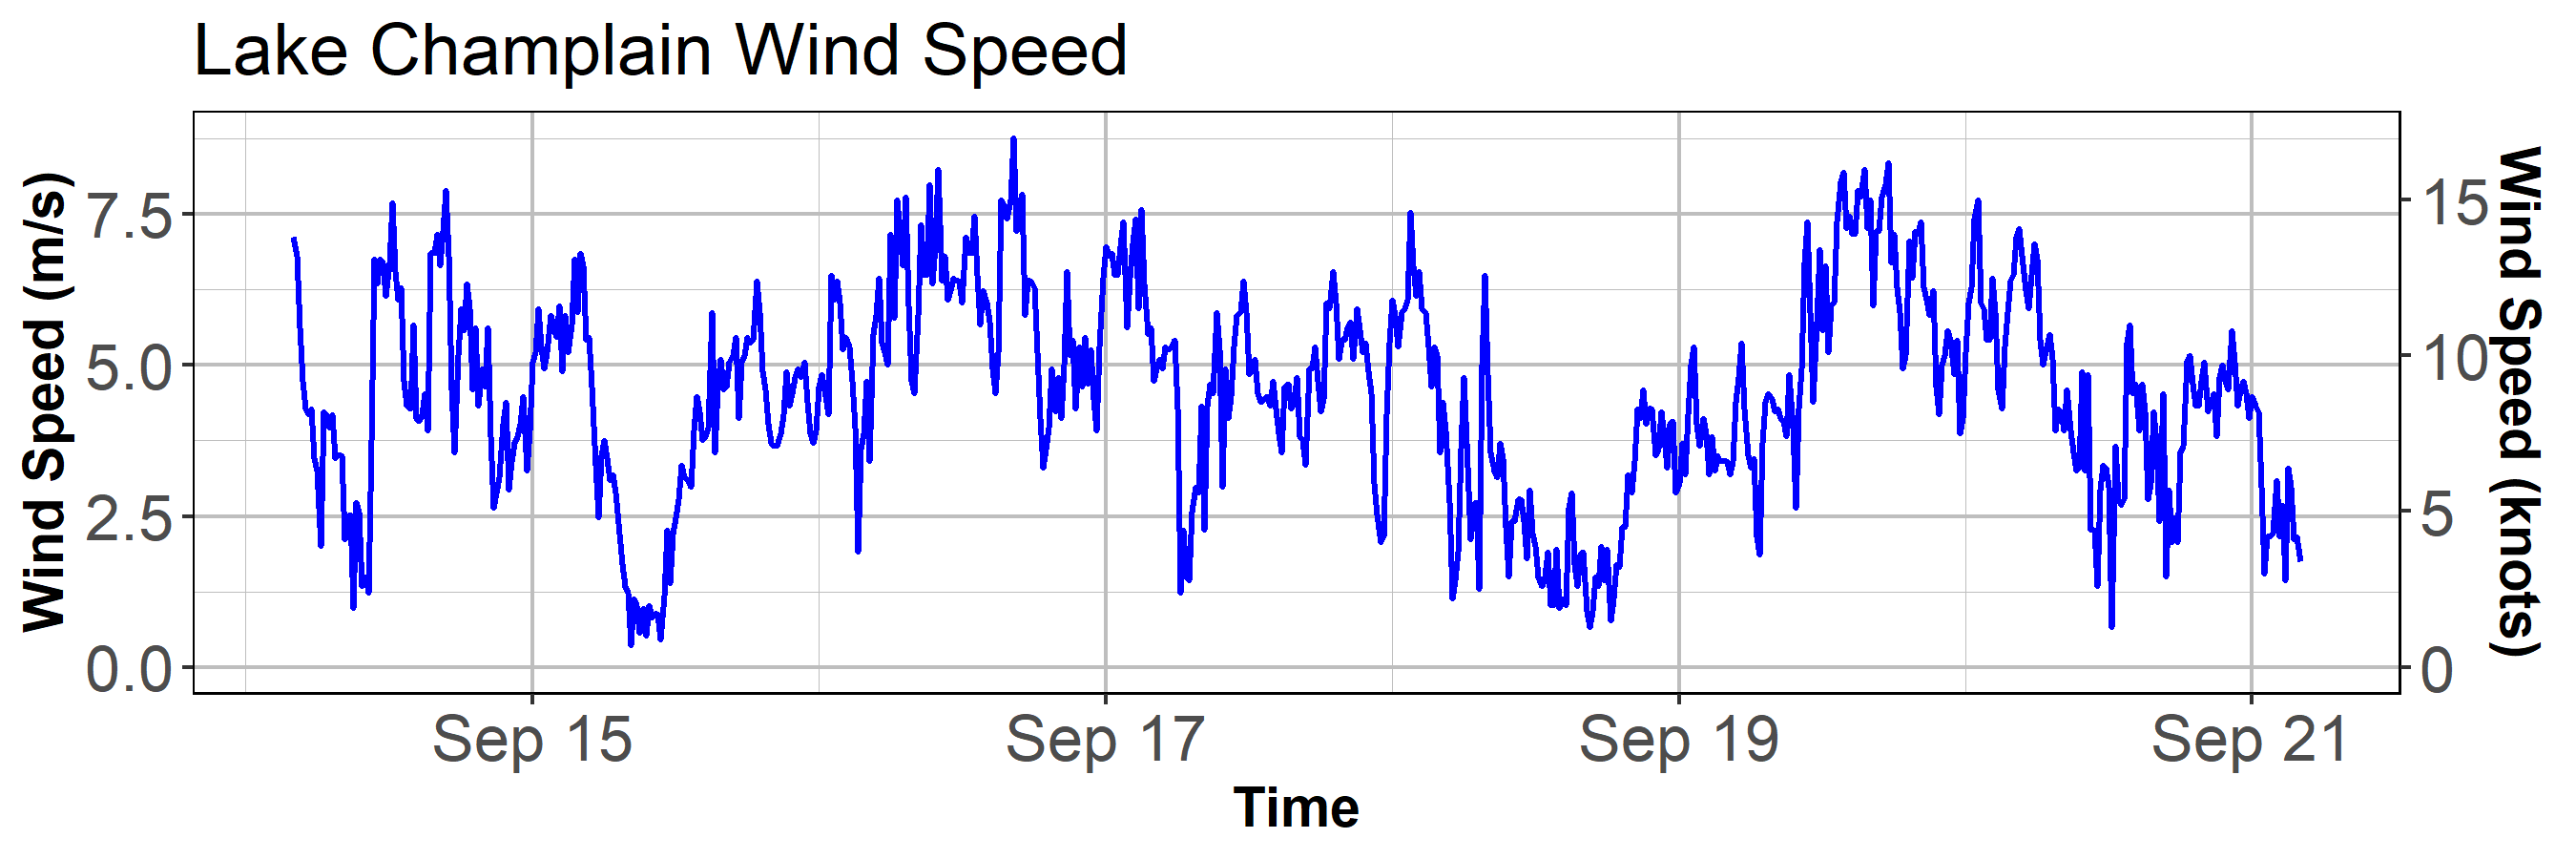 Lake Champlain Wind Speed
Wind Speed (m/s)
7.5
5.0
2.5
0.0
15
10
5
0
Wind Speed (knots)
Sep 15
Sep 17
Sep 19
Sep 21
Time